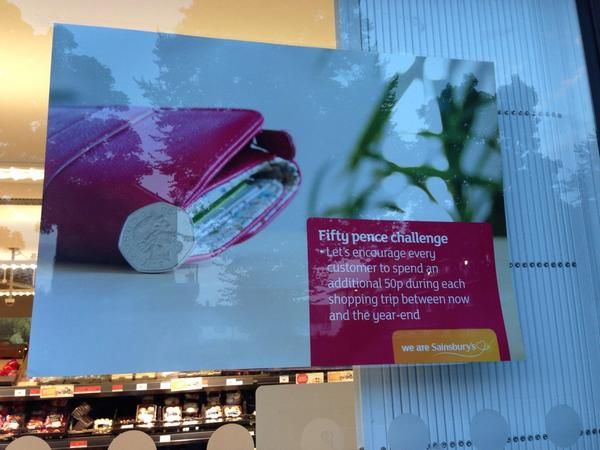 Fifty pence challenge
• Let's encourage every
customer to spend an
additional 50p during each
shopping trip between now
and the year-end
we are Sainsbury's